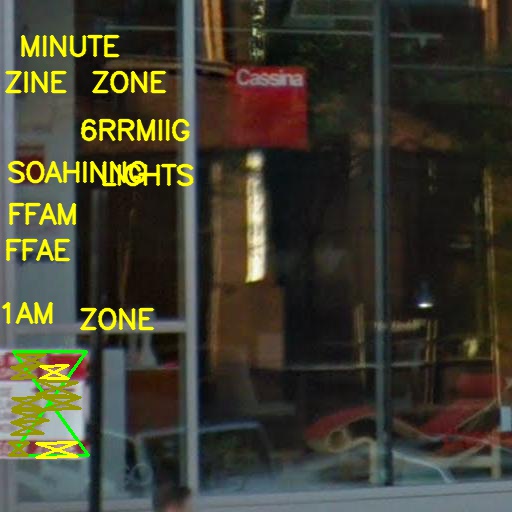 MINUTE
ZINE ZONE
Cassina
6RRMIIG
SOAHINNG LIGHTS
FFAM
FFAE
1AM ZONE